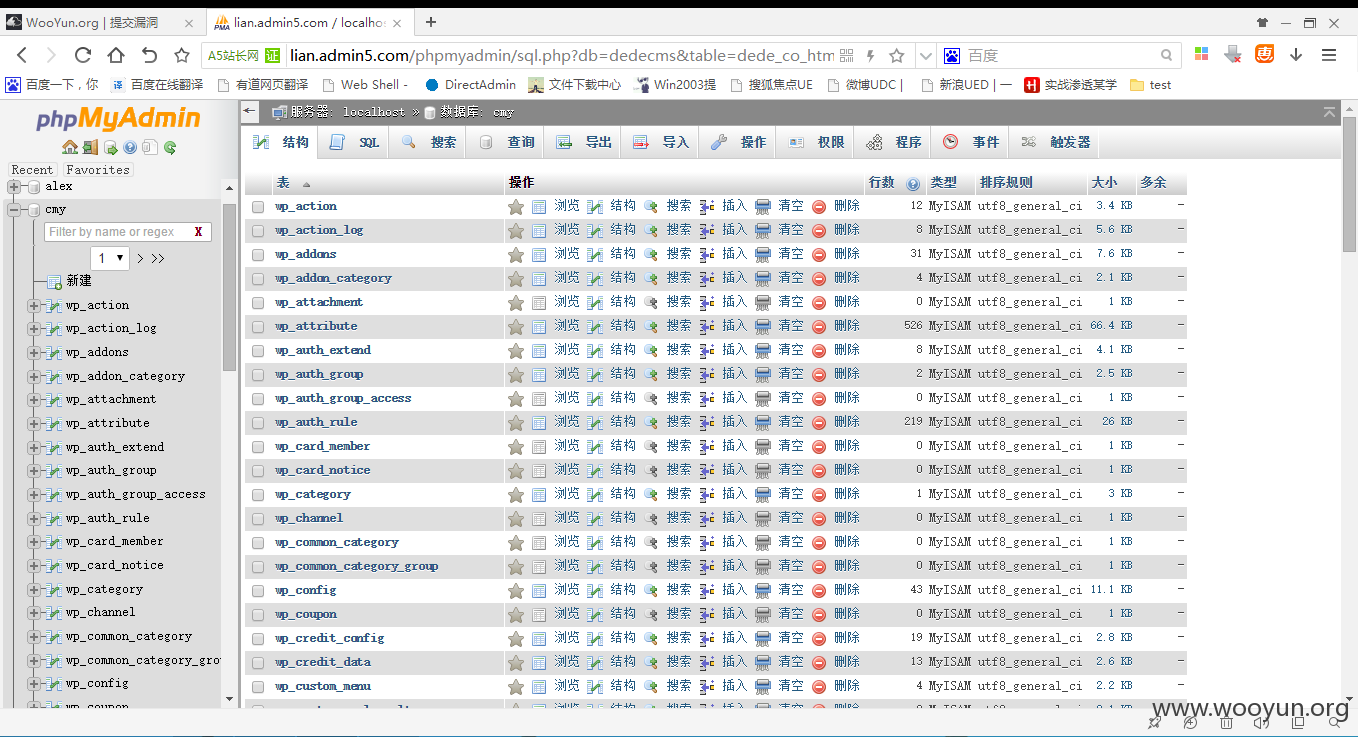 WooYun.org | 提交漏洞
lian.admin5.com / localho
A5站长网 证 lian.admin5.com/phpmyadmin/sql.php?db=dedecms&table=dede_co_htm 百度
百度一下，你 百度在线翻译 有道网页翻译 Web Shell - DirectAdmin 文件下载中心 Win2003提 搜狐焦点UE 微博UDC | 新浪UED | — 实战渗透某学 test
phpMyAdmin
Recent Favorites
alex
cmy
Filter by name or regex X
1 > >>
新建
wp_action
wp_action_log
wp_addons
wp_addon_category
wp_attachment
wp_attribute
wp_auth_extend
wp_auth_group
wp_auth_group_access
wp_auth_rule
wp_card_member
wp_card_notice
wp_category
wp_channel
wp_common_category
wp_common_category_gro
wp_config
wp_coupon
服务器: localhost » 数据库: cmy
结构 SQL 搜索 查询 导出 导入 操作 权限 程序 事件 触发器
表 操作 行数 类型 排序规则 大小 多余
wp_action 浏览 结构 搜索 插入 清空 删除 12 MyISAM utf8_general_ci 3.4 KB -
wp_action_log 浏览 结构 搜索 插入 清空 删除 8 MyISAM utf8_general_ci 5.6 KB -
wp_addons 浏览 结构 搜索 插入 清空 删除 31 MyISAM utf8_general_ci 7.6 KB -
wp_addon_category 浏览 结构 搜索 插入 清空 删除 4 MyISAM utf8_general_ci 2.1 KB -
wp_attachment 浏览 结构 搜索 插入 清空 删除 0 MyISAM utf8_general_ci 1 KB -
wp_attribute 浏览 结构 搜索 插入 清空 删除 526 MyISAM utf8_general_ci 66.4 KB -
wp_auth_extend 浏览 结构 搜索 插入 清空 删除 8 MyISAM utf8_general_ci 4.1 KB -
wp_auth_group 浏览 结构 搜索 插入 清空 删除 2 MyISAM utf8_general_ci 2.5 KB -
wp_auth_group_access 浏览 结构 搜索 插入 清空 删除 0 MyISAM utf8_general_ci 1 KB -
wp_auth_rule 浏览 结构 搜索 插入 清空 删除 219 MyISAM utf8_general_ci 26 KB -
wp_card_member 浏览 结构 搜索 插入 清空 删除 0 MyISAM utf8_general_ci 1 KB -
wp_card_notice 浏览 结构 搜索 插入 清空 删除 0 MyISAM utf8_general_ci 1 KB -
wp_category 浏览 结构 搜索 插入 清空 删除 1 MyISAM utf8_general_ci 3 KB -
wp_channel 浏览 结构 搜索 插入 清空 删除 0 MyISAM utf8_general_ci 1 KB -
wp_common_category 浏览 结构 搜索 插入 清空 删除 0 MyISAM utf8_general_ci 1 KB -
wp_common_category_group 浏览 结构 搜索 插入 清空 删除 0 MyISAM utf8_general_ci 1 KB -
wp_config 浏览 结构 搜索 插入 清空 删除 43 MyISAM utf8_general_ci 11.1 KB -
wp_coupon 浏览 结构 搜索 插入 清空 删除 0 MyISAM utf8_general_ci 1 KB -
wp_credit_config 浏览 结构 搜索 插入 清空 删除 19 MyISAM utf8_general_ci 2.8 KB -
wp_credit_data 浏览 结构 搜索 插入 清空 删除 13 MyISAM utf8_general_ci 2.6 KB -
wp_custom_menu 浏览 结构 搜索 插入 清空 删除 4 MyISAM utf8_general_ci 2.2 KB -
www.wooyun.org